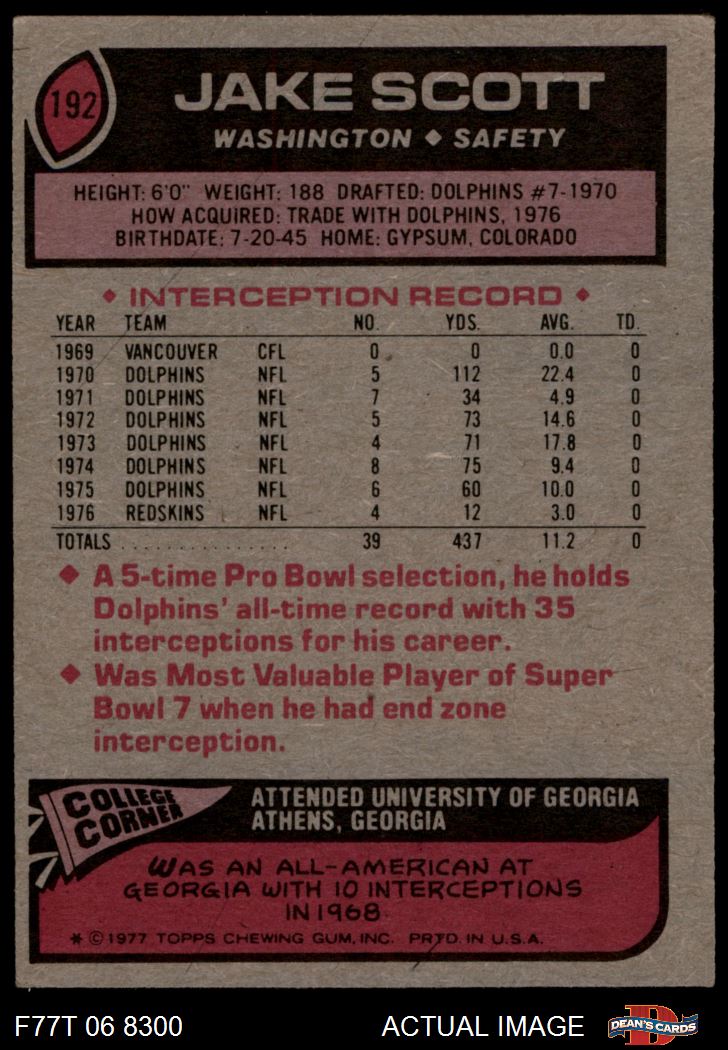 192
JAKE SCOTT
WASHINGTON ◆ SAFETY
HEIGHT: 6'0" WEIGHT: 188 DRAFTED: DOLPHINS #7-1970
HOW ACQUIRED: TRADE WITH DOLPHINS, 1976
BIRTHDATE: 7-20-45 HOME: GYPSUM, COLORADO
◆ INTERCEPTION RECORD ◆
YEAR TEAM NO. YDS. AVG. TD.
1969 VANCOUVER CFL 0 0 0.0 0
1970 DOLPHINS NFL 5 112 22.4 0
1971 DOLPHINS NFL 7 34 4.9 0
1972 DOLPHINS NFL 5 73 14.6 0
1973 DOLPHINS NFL 4 71 17.8 0
1974 DOLPHINS NFL 8 75 9.4 0
1975 DOLPHINS NFL 6 60 10.0 0
1976 REDSKINS NFL 4 12 3.0 0
TOTALS . . . . . . . . . . . . . . . . 39 437 11.2 0
◆ A 5-time Pro Bowl selection, he holds
Dolphins' all-time record with 35
interceptions for his career.
◆ Was Most Valuable Player of Super
Bowl 7 when he had end zone
interception.
COLLEGE
CORNER
ATTENDED UNIVERSITY OF GEORGIA
ATHENS, GEORGIA
WAS AN ALL-AMERICAN AT
GEORGIA WITH 10 INTERCEPTIONS
IN 1968.
* © 1977 TOPPS CHEWING GUM, INC. PRTD. IN U.S.A.
F77T 06 8300 ACTUAL IMAGE
D
DEAN'S CARDS